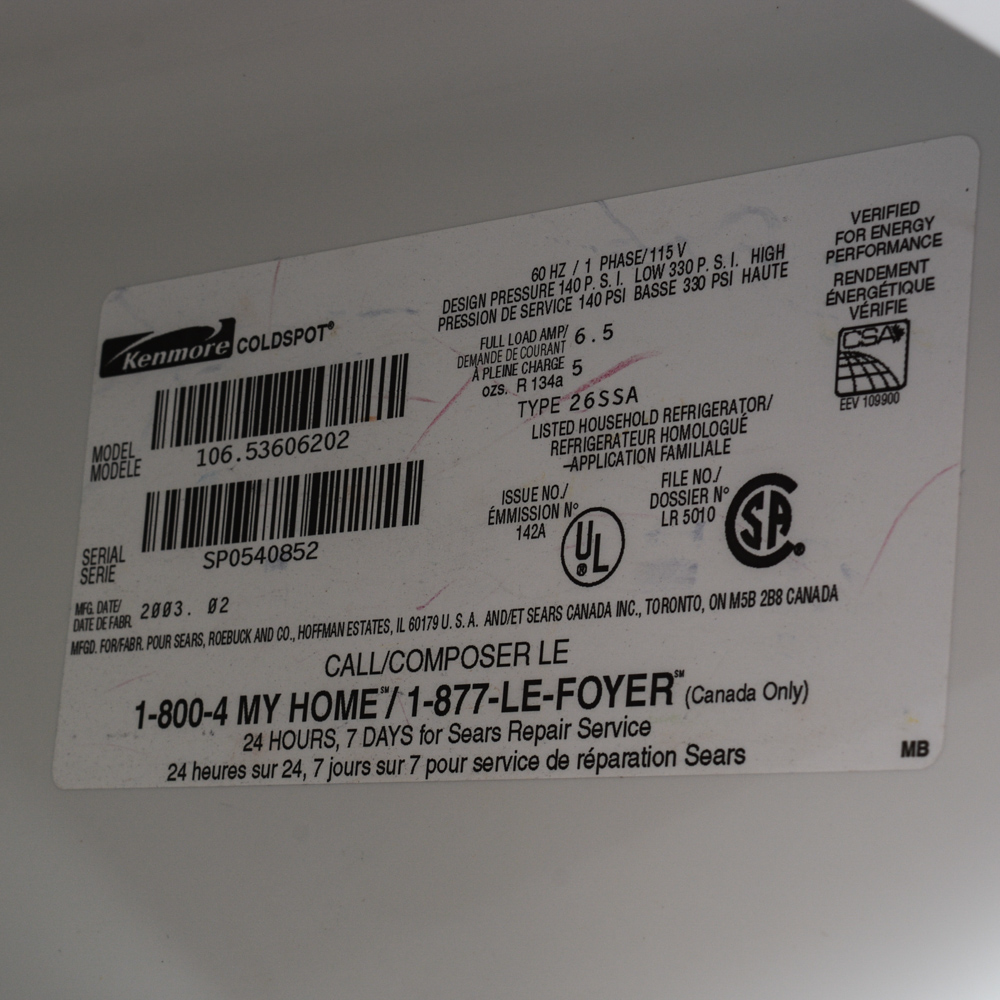 Kenmore COLDSPOT®
MODEL
MODÈLE
106.53606202
SERIAL
SERIE
SP0540852
MFG. DATE/
DATE DE FABR.
2003. 02
60 HZ / 1 PHASE/ 115 V
DESIGN PRESSURE 140 P. S. I. LOW 330 P. S. I. HIGH
PRESSION DE SERVICE 140 PSI BASSE 330 PSI HAUTE
FULL LOAD AMP/
DEMANDE DE COURANT
À PLEINE CHARGE
6.5
ozs. R 134a 5
TYPE 26SSA
LISTED HOUSEHOLD REFRIGERATOR/
REFRIGERATEUR HOMOLOGUÉ
–APPLICATION FAMILIALE
ISSUE NO./
ÉMMISSION N°
142A
UL®
FILE NO./
DOSSIER N°
LR 5010
SA®
VERIFIED
FOR ENERGY
PERFORMANCE
RENDEMENT
ÉNERGÉTIQUE
VÉRIFIE
CSA
EEV 109900
MFGD. FOR/FABR. POUR SEARS, ROEBUCK AND CO., HOFFMAN ESTATES, IL 60179 U. S. A. AND/ET SEARS CANADA INC., TORONTO, ON M5B 2B8 CANADA
CALL/COMPOSER LE
1-800-4 MY HOME℠/ 1-877-LE-FOYER℠ (Canada Only)
24 HOURS, 7 DAYS for Sears Repair Service
24 heures sur 24, 7 jours sur 7 pour service de réparation Sears
MB